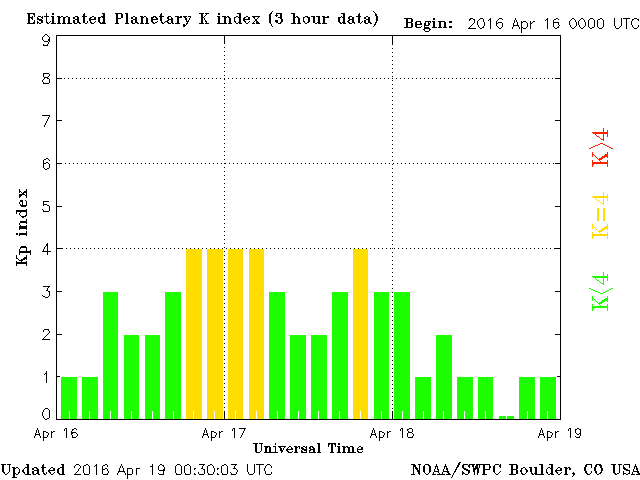 Estimated Planetary K index (3 hour data) Begin: 2016 Apr 16 0000 UTC
9
8
7
6
5
4
3
2
1
0
Kp index
K>4
K=4
K<4
Apr 16 Apr 17 Apr 18 Apr 19
Universal Time
Updated 2016 Apr 19 00:30:03 UTC NOAA/SWPC Boulder, CO USA